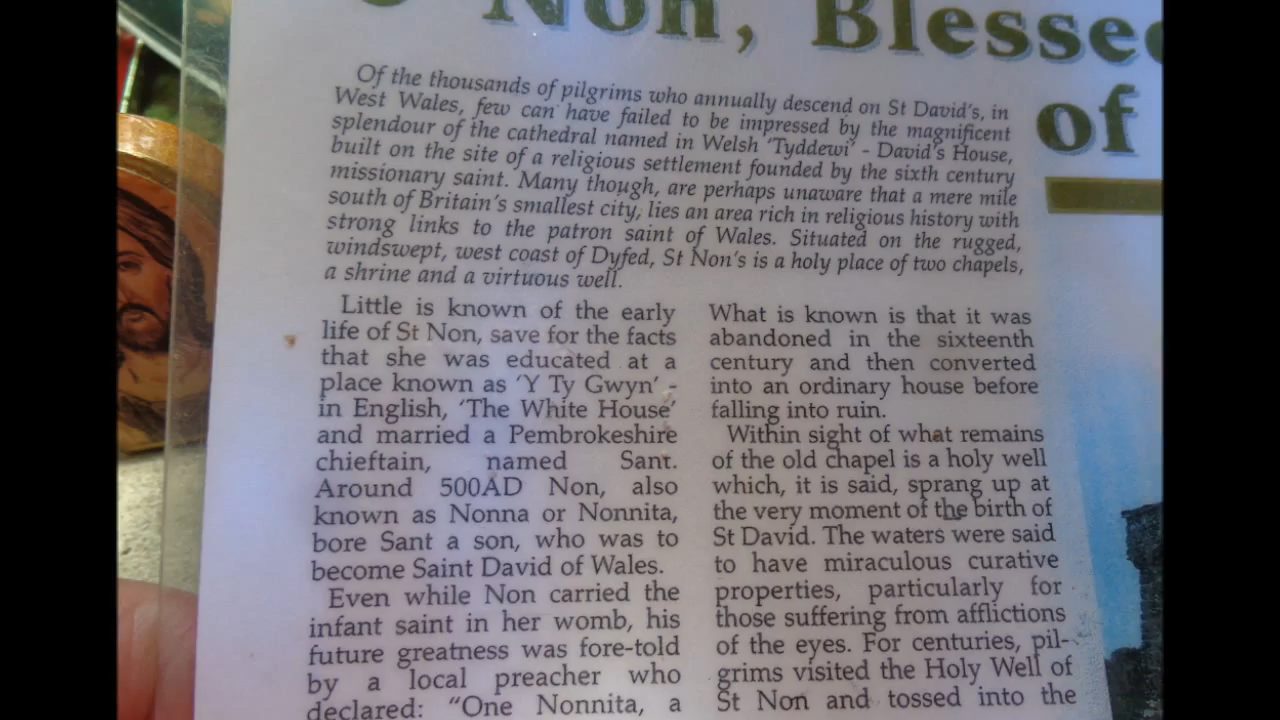 Non, Blessed
of
Of the thousands of pilgrims who annually descend on St David's, in
West Wales, few can have failed to be impressed by the magnificent
splendour of the cathedral named in Welsh 'Tyddewi' - David's House,
built on the site of a religious settlement founded by the sixth century
missionary saint. Many though, are perhaps unaware that a mere mile
south of Britain's smallest city, lies an area rich in religious history with
strong links to the patron saint of Wales. Situated on the rugged,
windswept, west coast of Dyfed, St Non's is a holy place of two chapels,
a shrine and a virtuous well.
Little is known of the early
life of St Non, save for the facts
that she was educated at a
place known as 'Y Ty Gwyn' -
in English, 'The White House'
and married a Pembrokeshire
chieftain, named Sant.
Around 500AD Non, also
known as Nonna or Nonnita,
bore Sant a son, who was to
become Saint David of Wales.
Even while Non carried the
infant saint in her womb, his
future greatness was fore-told
by a local preacher who
declared: "One Nonnita, a
What is known is that it was
abandoned in the sixteenth
century and then converted
into an ordinary house before
falling into ruin.
Within sight of what remains
of the old chapel is a holy well
which, it is said, sprang up at
the very moment of the birth of
St David. The waters were said
to have miraculous curative
properties, particularly for
those suffering from afflictions
of the eyes. For centuries, pil-
grims visited the Holy Well of
St Non and tossed into the